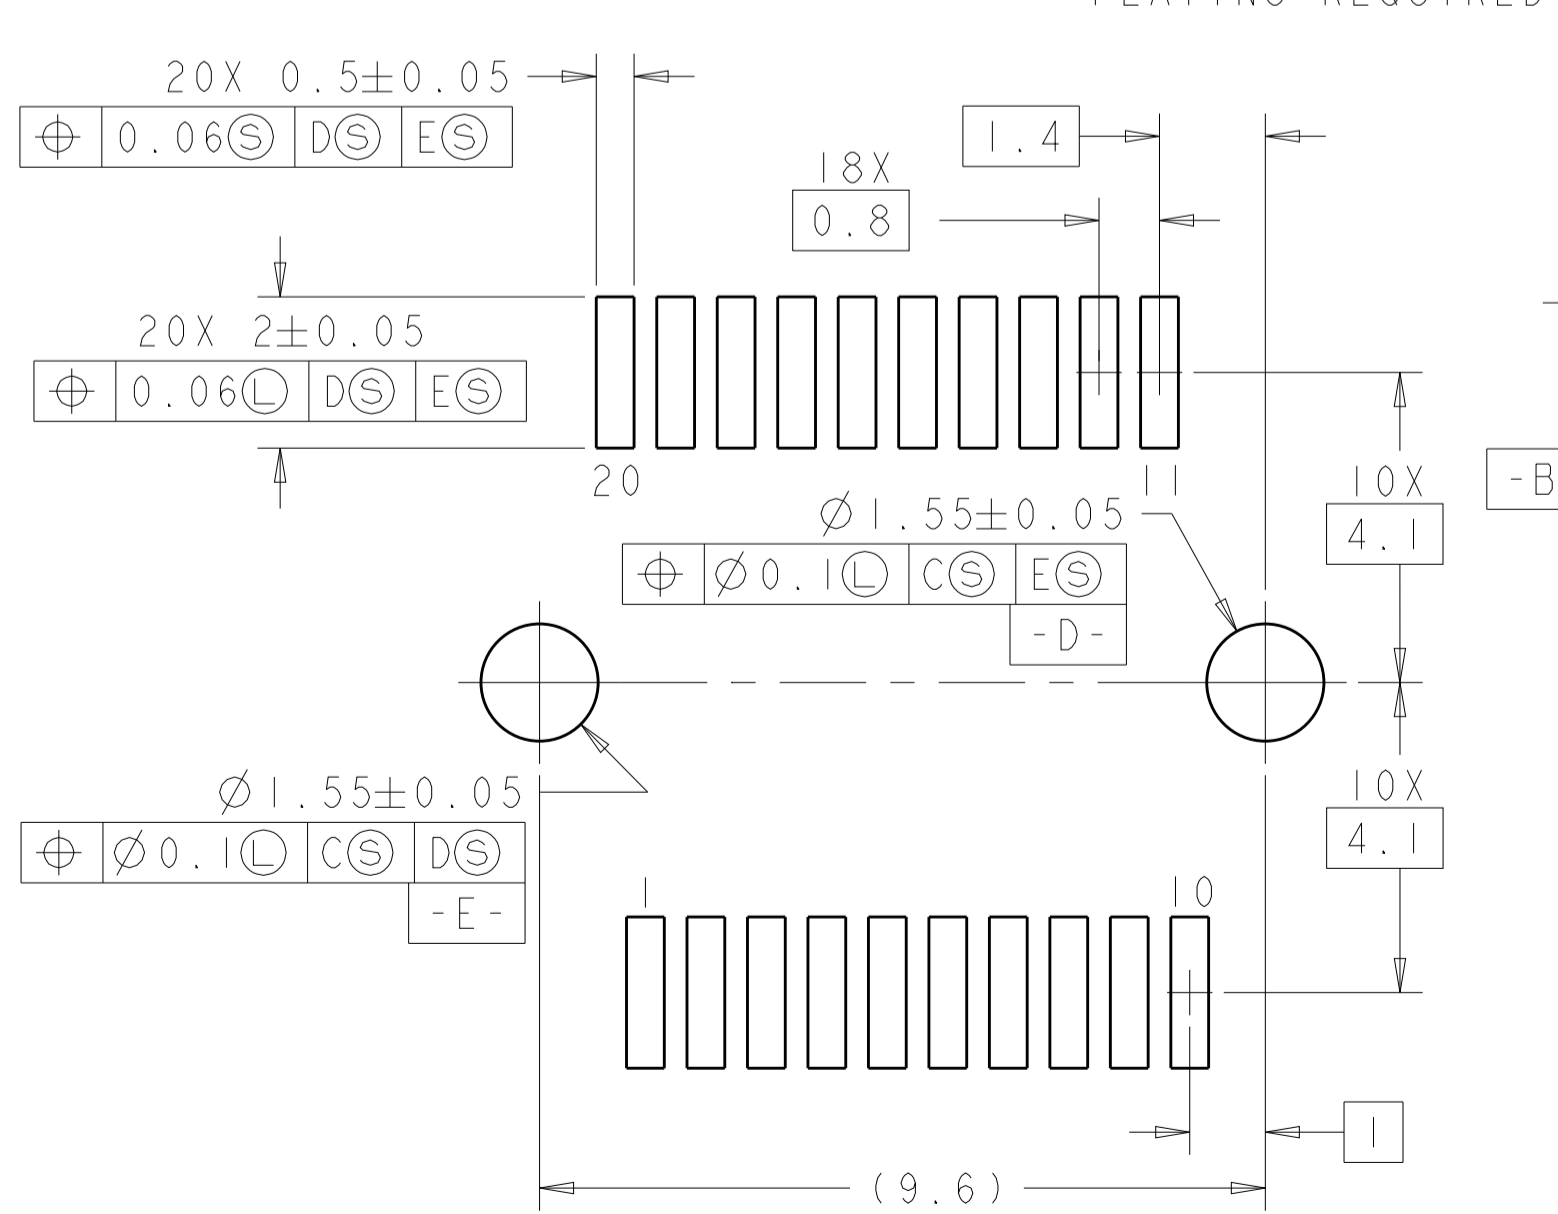 PLATING REQUIRED
20X 0.5±0.05
⌖ 0.06Ⓢ DⓈ EⓈ
1.4
18X
0.8
20X 2±0.05
⌖ 0.06Ⓛ DⓈ EⓈ
20
11
10X
4.1
-B
Ø1.55±0.05
⌖ Ø0.1Ⓛ CⓈ EⓈ
-D-
Ø1.55±0.05
⌖ Ø0.1Ⓛ CⓈ DⓈ
-E-
10X
4.1
1
10
1
(9.6)